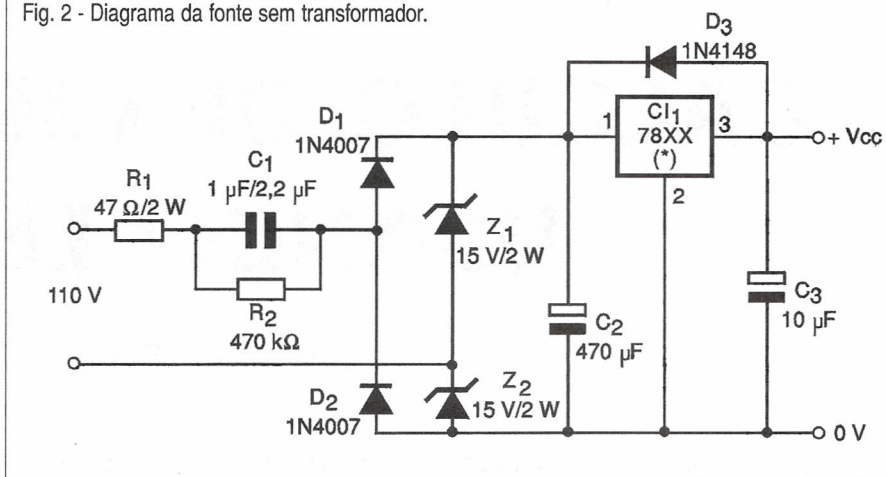 Fig. 2 - Diagrama da fonte sem transformador.
D3
1N4148
D1
1N4007
CI1
78XX
(*)
1
3
2
+ Vcc
C1
1 µF/2,2 µF
R1
47 Ω/2 W
Z1
15 V/2 W
110 V
R2
470 kΩ
C2
470 µF
C3
10 µF
D2
1N4007
Z2
15 V/2 W
0 V